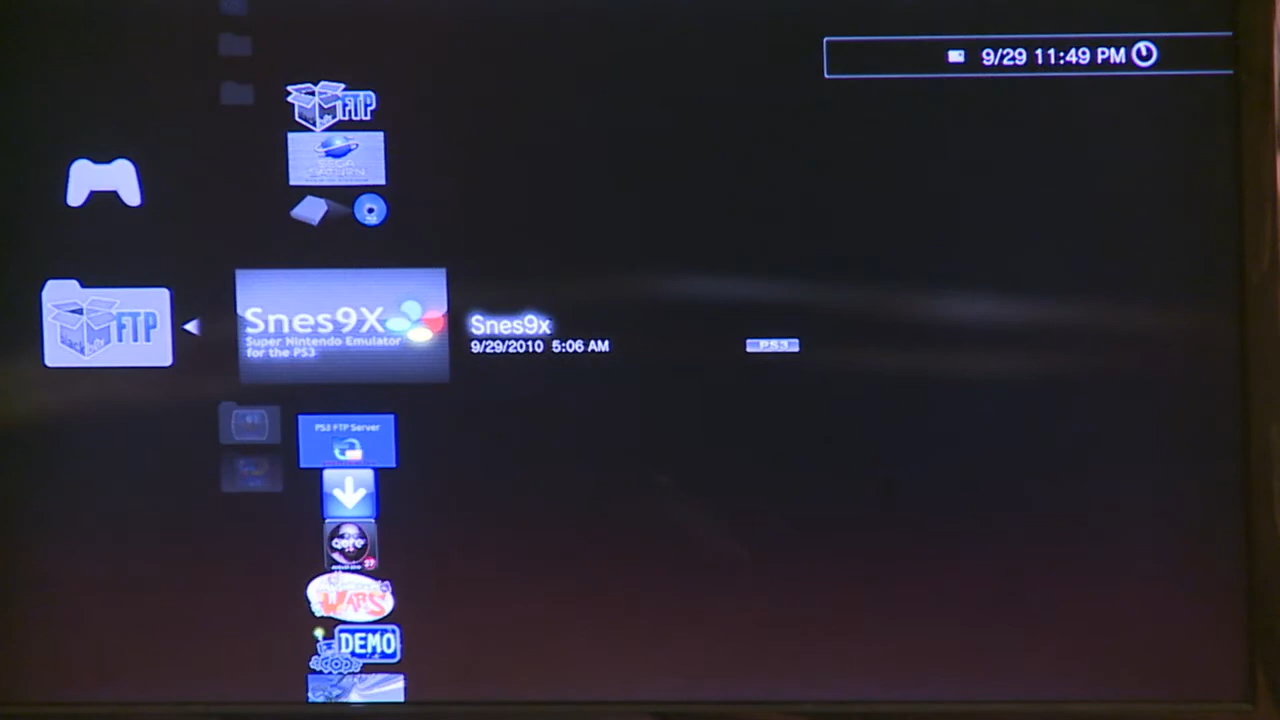 9/29 11:49 PM
FTP
SEGA
SATURN
Snes9X
Super Nintendo Emulator
for the PS3
FTP
Snes9x
9/29/2010 5:06 AM
PS3
PS3 FTP Server
qore
WARS
DEMO